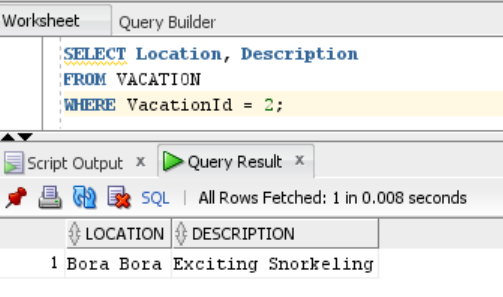 Worksheet Query Builder
SELECT Location, Description
FROM VACATION
WHERE VacationId = 2;
Script Output x Query Result x
SQL | All Rows Fetched: 1 in 0.008 seconds
LOCATION DESCRIPTION
1 Bora Bora Exciting Snorkeling